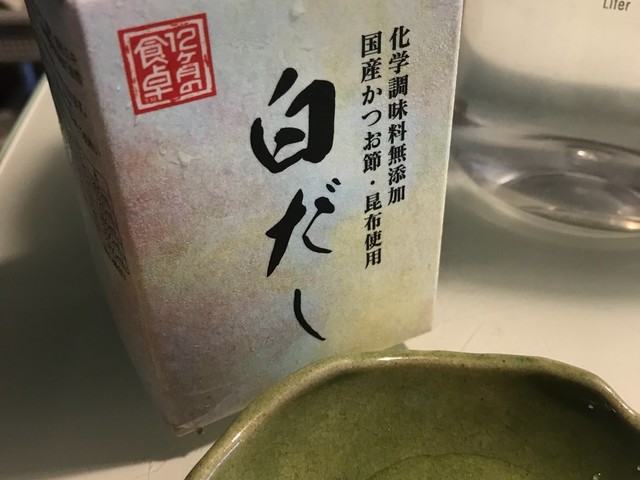 12ヶ月の
食卓
化学調味料無添加
国産かつお節・昆布使用
白だし
Liter